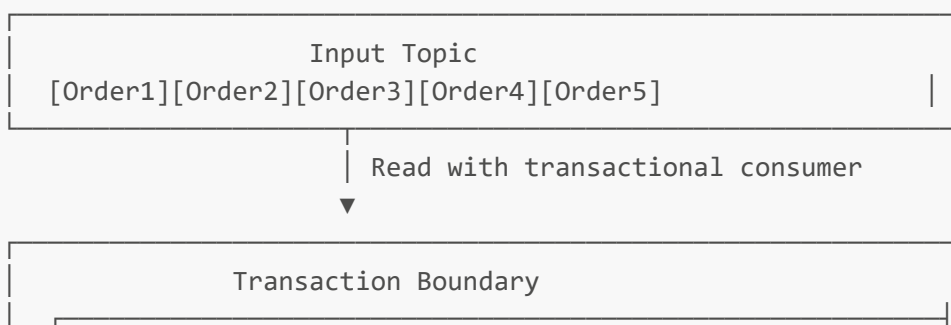 Input Topic
[Order1][Order2][Order3][Order4][Order5]
Read with transactional consumer
Transaction Boundary